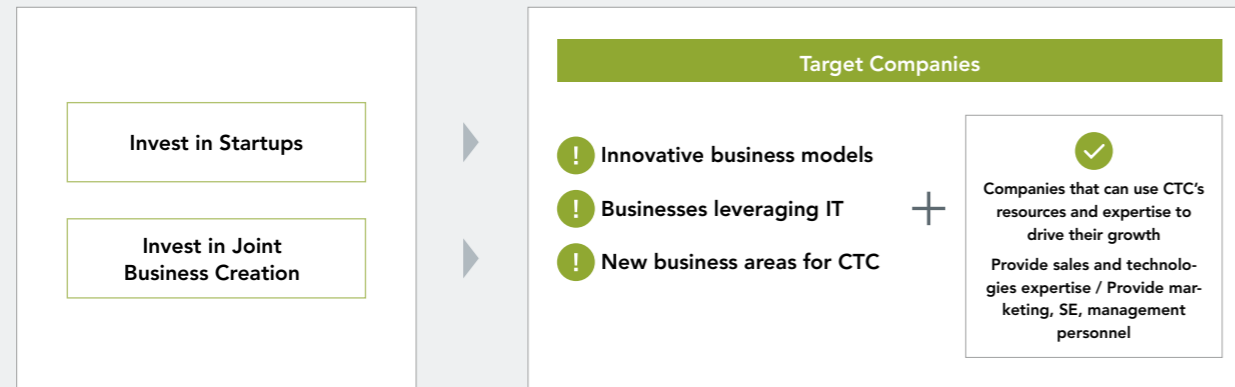 Invest in Startups
Invest in Joint
Business Creation
Target Companies
! Innovative business models
! Businesses leveraging IT
! New business areas for CTC
+
Companies that can use CTC's
resources and expertise to
drive their growth
Provide sales and technolo-
gies expertise / Provide mar-
keting, SE, management
personnel